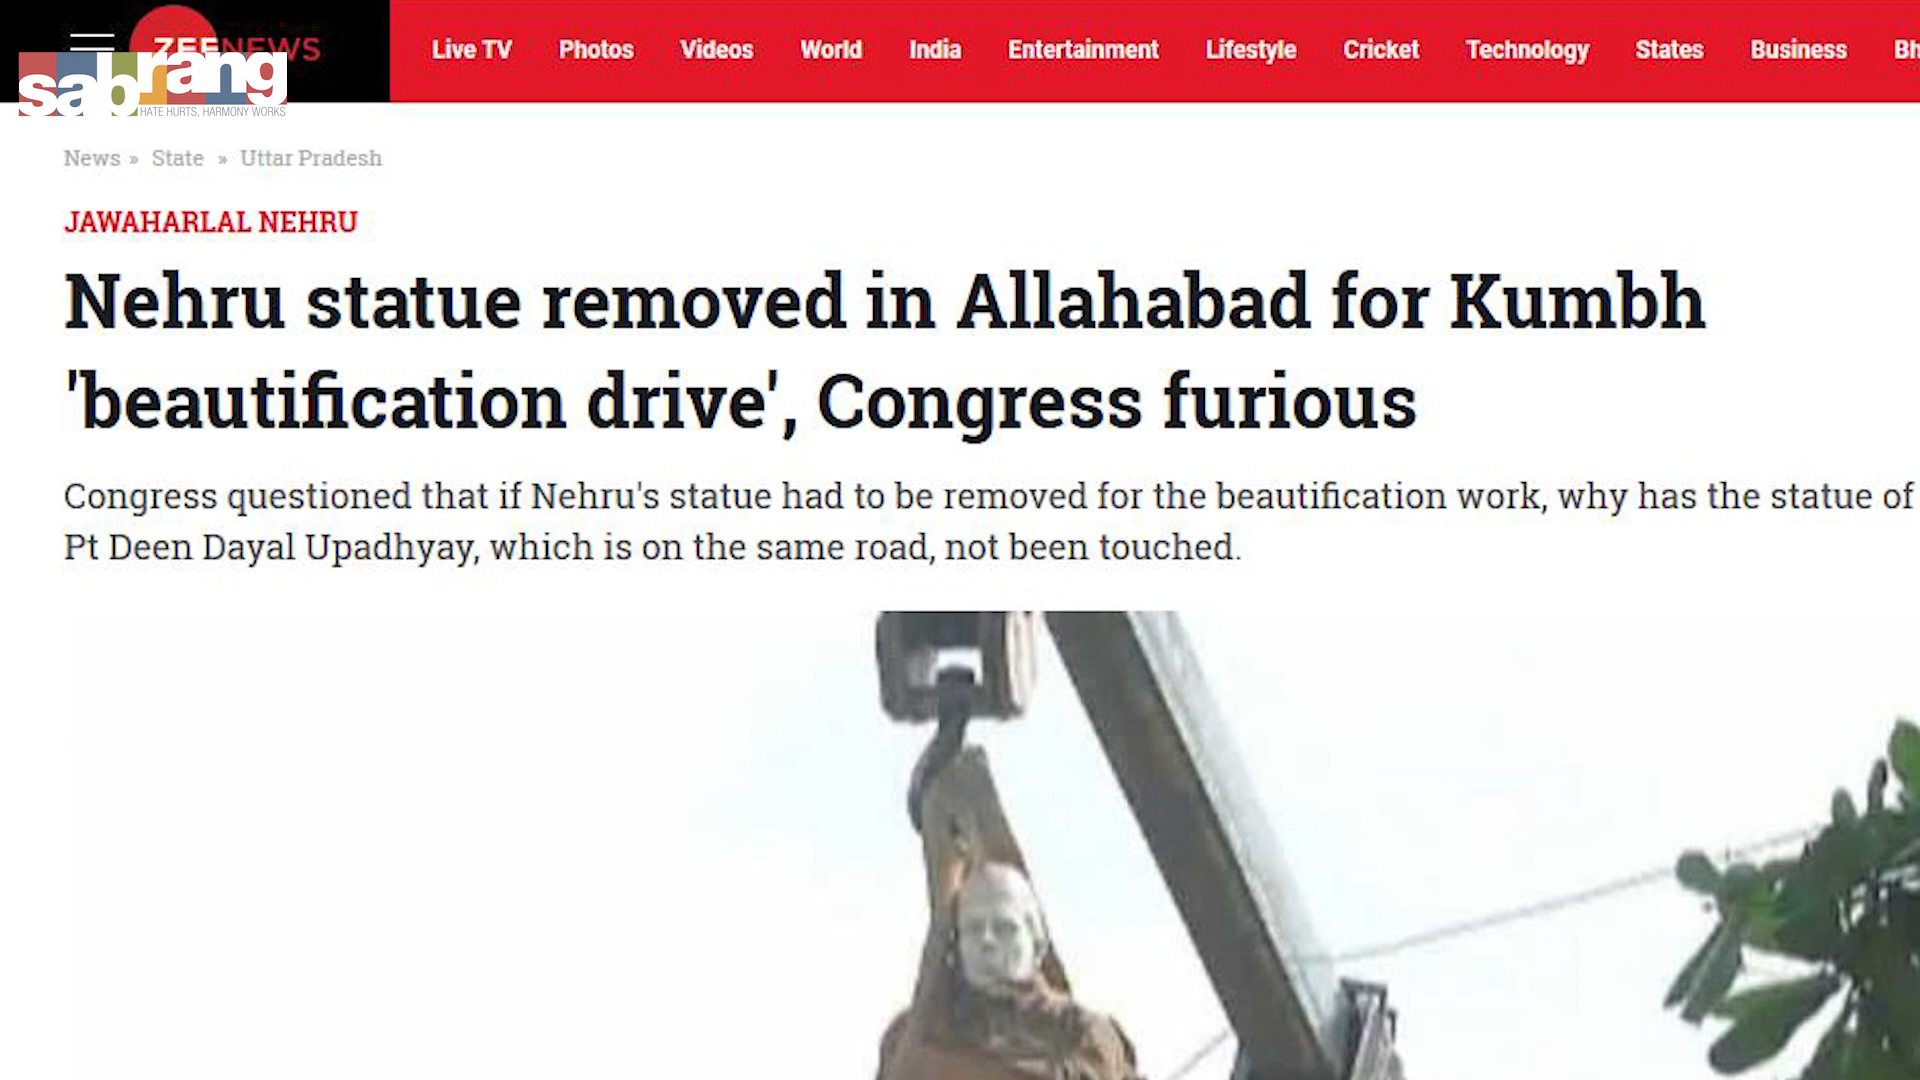 ZEENEWS
Live TV Photos Videos World India Entertainment Lifestyle Cricket Technology States Business
sabrang
HATE HURTS, HARMONY WORKS
News » State » Uttar Pradesh
JAWAHARLAL NEHRU
Nehru statue removed in Allahabad for Kumbh
'beautification drive', Congress furious
Congress questioned that if Nehru's statue had to be removed for the beautification work, why has the statue of
Pt Deen Dayal Upadhyay, which is on the same road, not been touched.